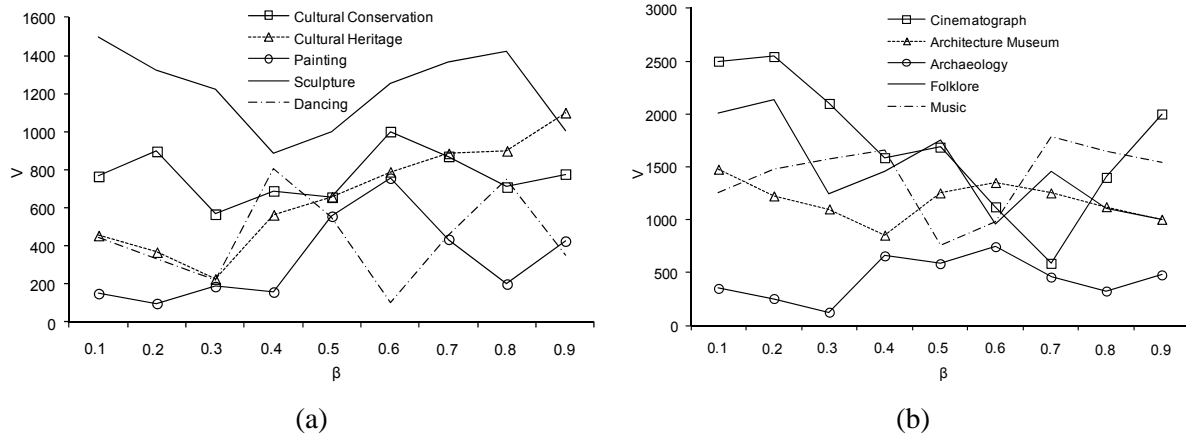 1600
1400
1200
1000
800
600
400
200
0
V
Cultural Conservation
Cultural Heritage
Painting
Sculpture
Dancing
0.1 0.2 0.3 0.4 0.5 0.6 0.7 0.8 0.9
β
(a)
3000
2500
2000
1500
1000
500
0
V
Cinematograph
Architecture Museum
Archaeology
Folklore
Music
0.1 0.2 0.3 0.4 0.5 0.6 0.7 0.8 0.9
β
(b)